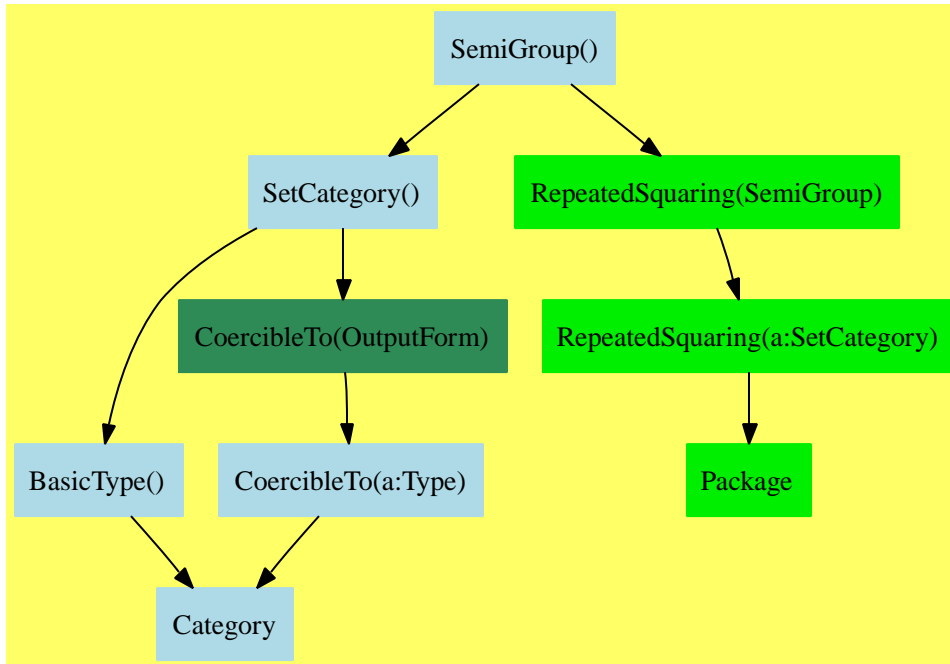 SemiGroup()
SetCategory()
RepeatedSquaring(SemiGroup)
CoercibleTo(OutputForm)
RepeatedSquaring(a:SetCategory)
BasicType()
CoercibleTo(a:Type)
Package
Category